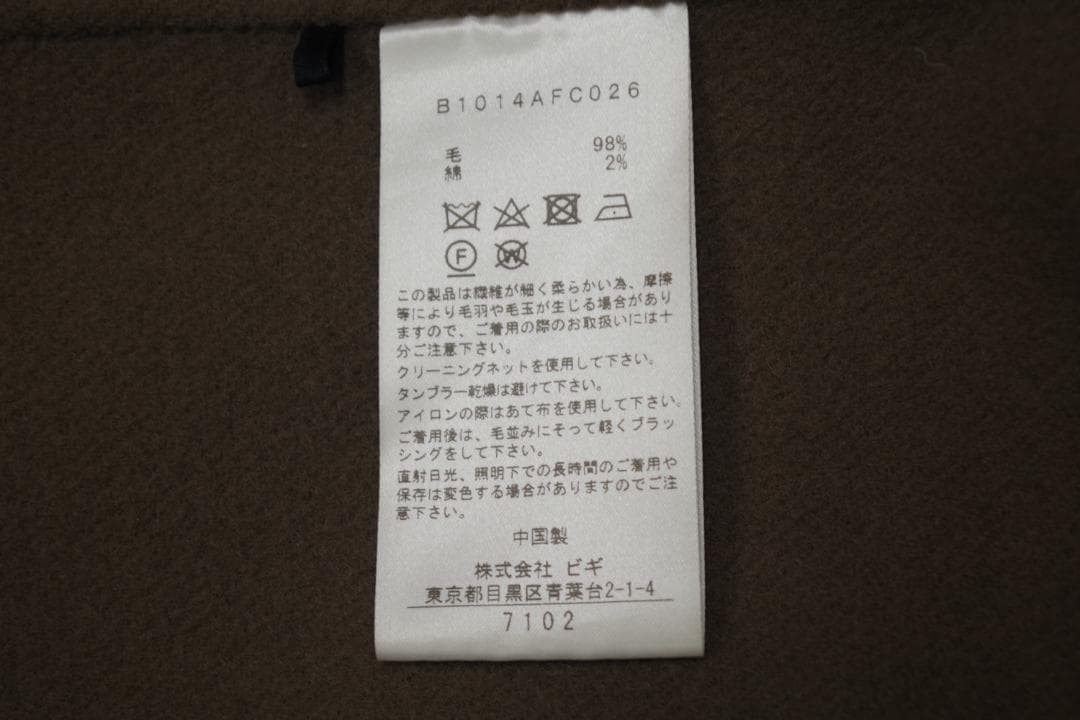 B1014AFC026
毛 98%
綿 2%
F W
この製品は繊維が細く柔らかい為、摩擦
等により毛羽や毛玉が生じる場合があり
ますので、ご着用の際のお取扱いには十
分ご注意下さい。
クリーニングネットを使用して下さい。
タンブラー乾燥は避けて下さい。
アイロンの際はあて布を使用して下さい。
ご着用後は、毛並みにそって軽くブラッ
シングをして下さい。
直射日光、照明下での長時間のご着用や
保存は変色する場合がありますのでご注
意下さい。
中国製
株式会社 ビギ
東京都目黒区青葉台2-1-4
7102